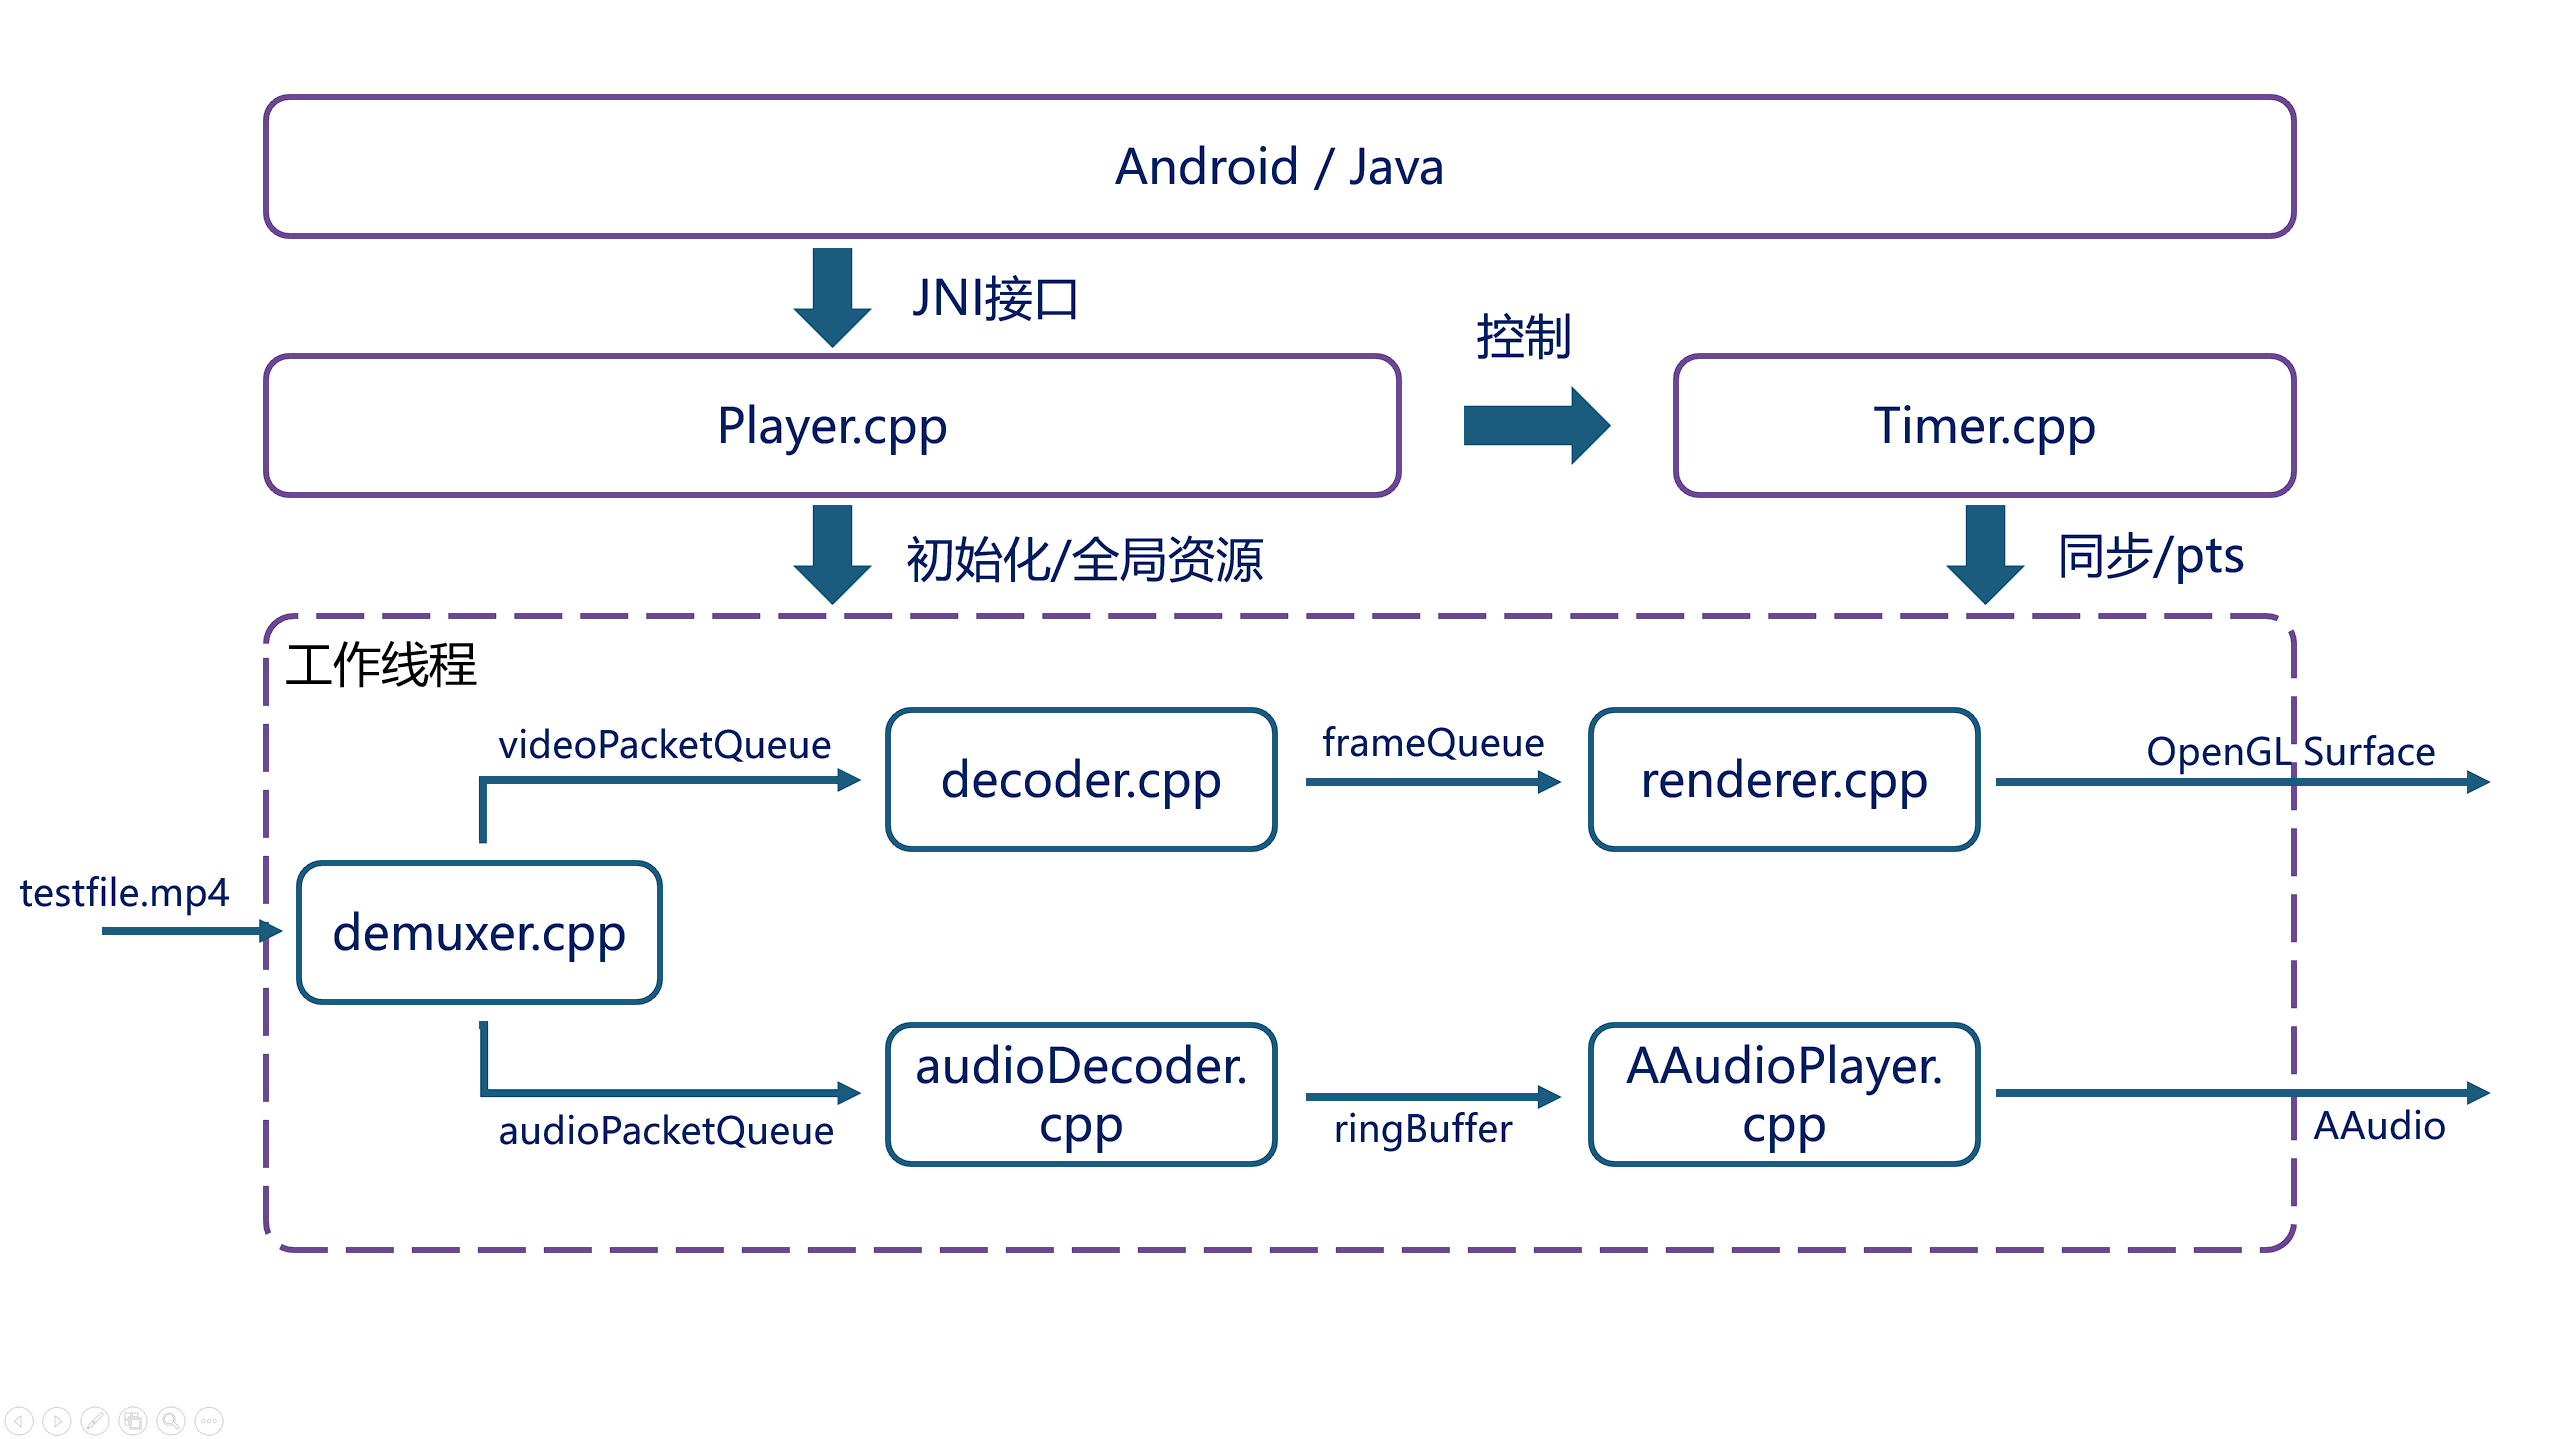 Android / Java
JNI接口
控制
Player.cpp
Timer.cpp
初始化/全局资源
同步/pts
工作线程
videoPacketQueue
decoder.cpp
frameQueue
renderer.cpp
OpenGL Surface
testfile.mp4
demuxer.cpp
audioPacketQueue
audioDecoder.
cpp
ringBuffer
AAudioPlayer.
cpp
AAudio